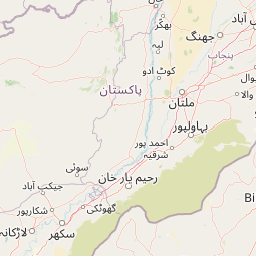 بھکر
آباد
جھنگ
لیہ
پنجاب
کوٹ ادو
پاکستان
ملتان
والا
بہاولپور
احمد پور
شرقیہ
سوئی
رحیم یار خان
جیکب آباد
Bi
گھوٹکی
شکارپور
سکھر
لاڑکانہ